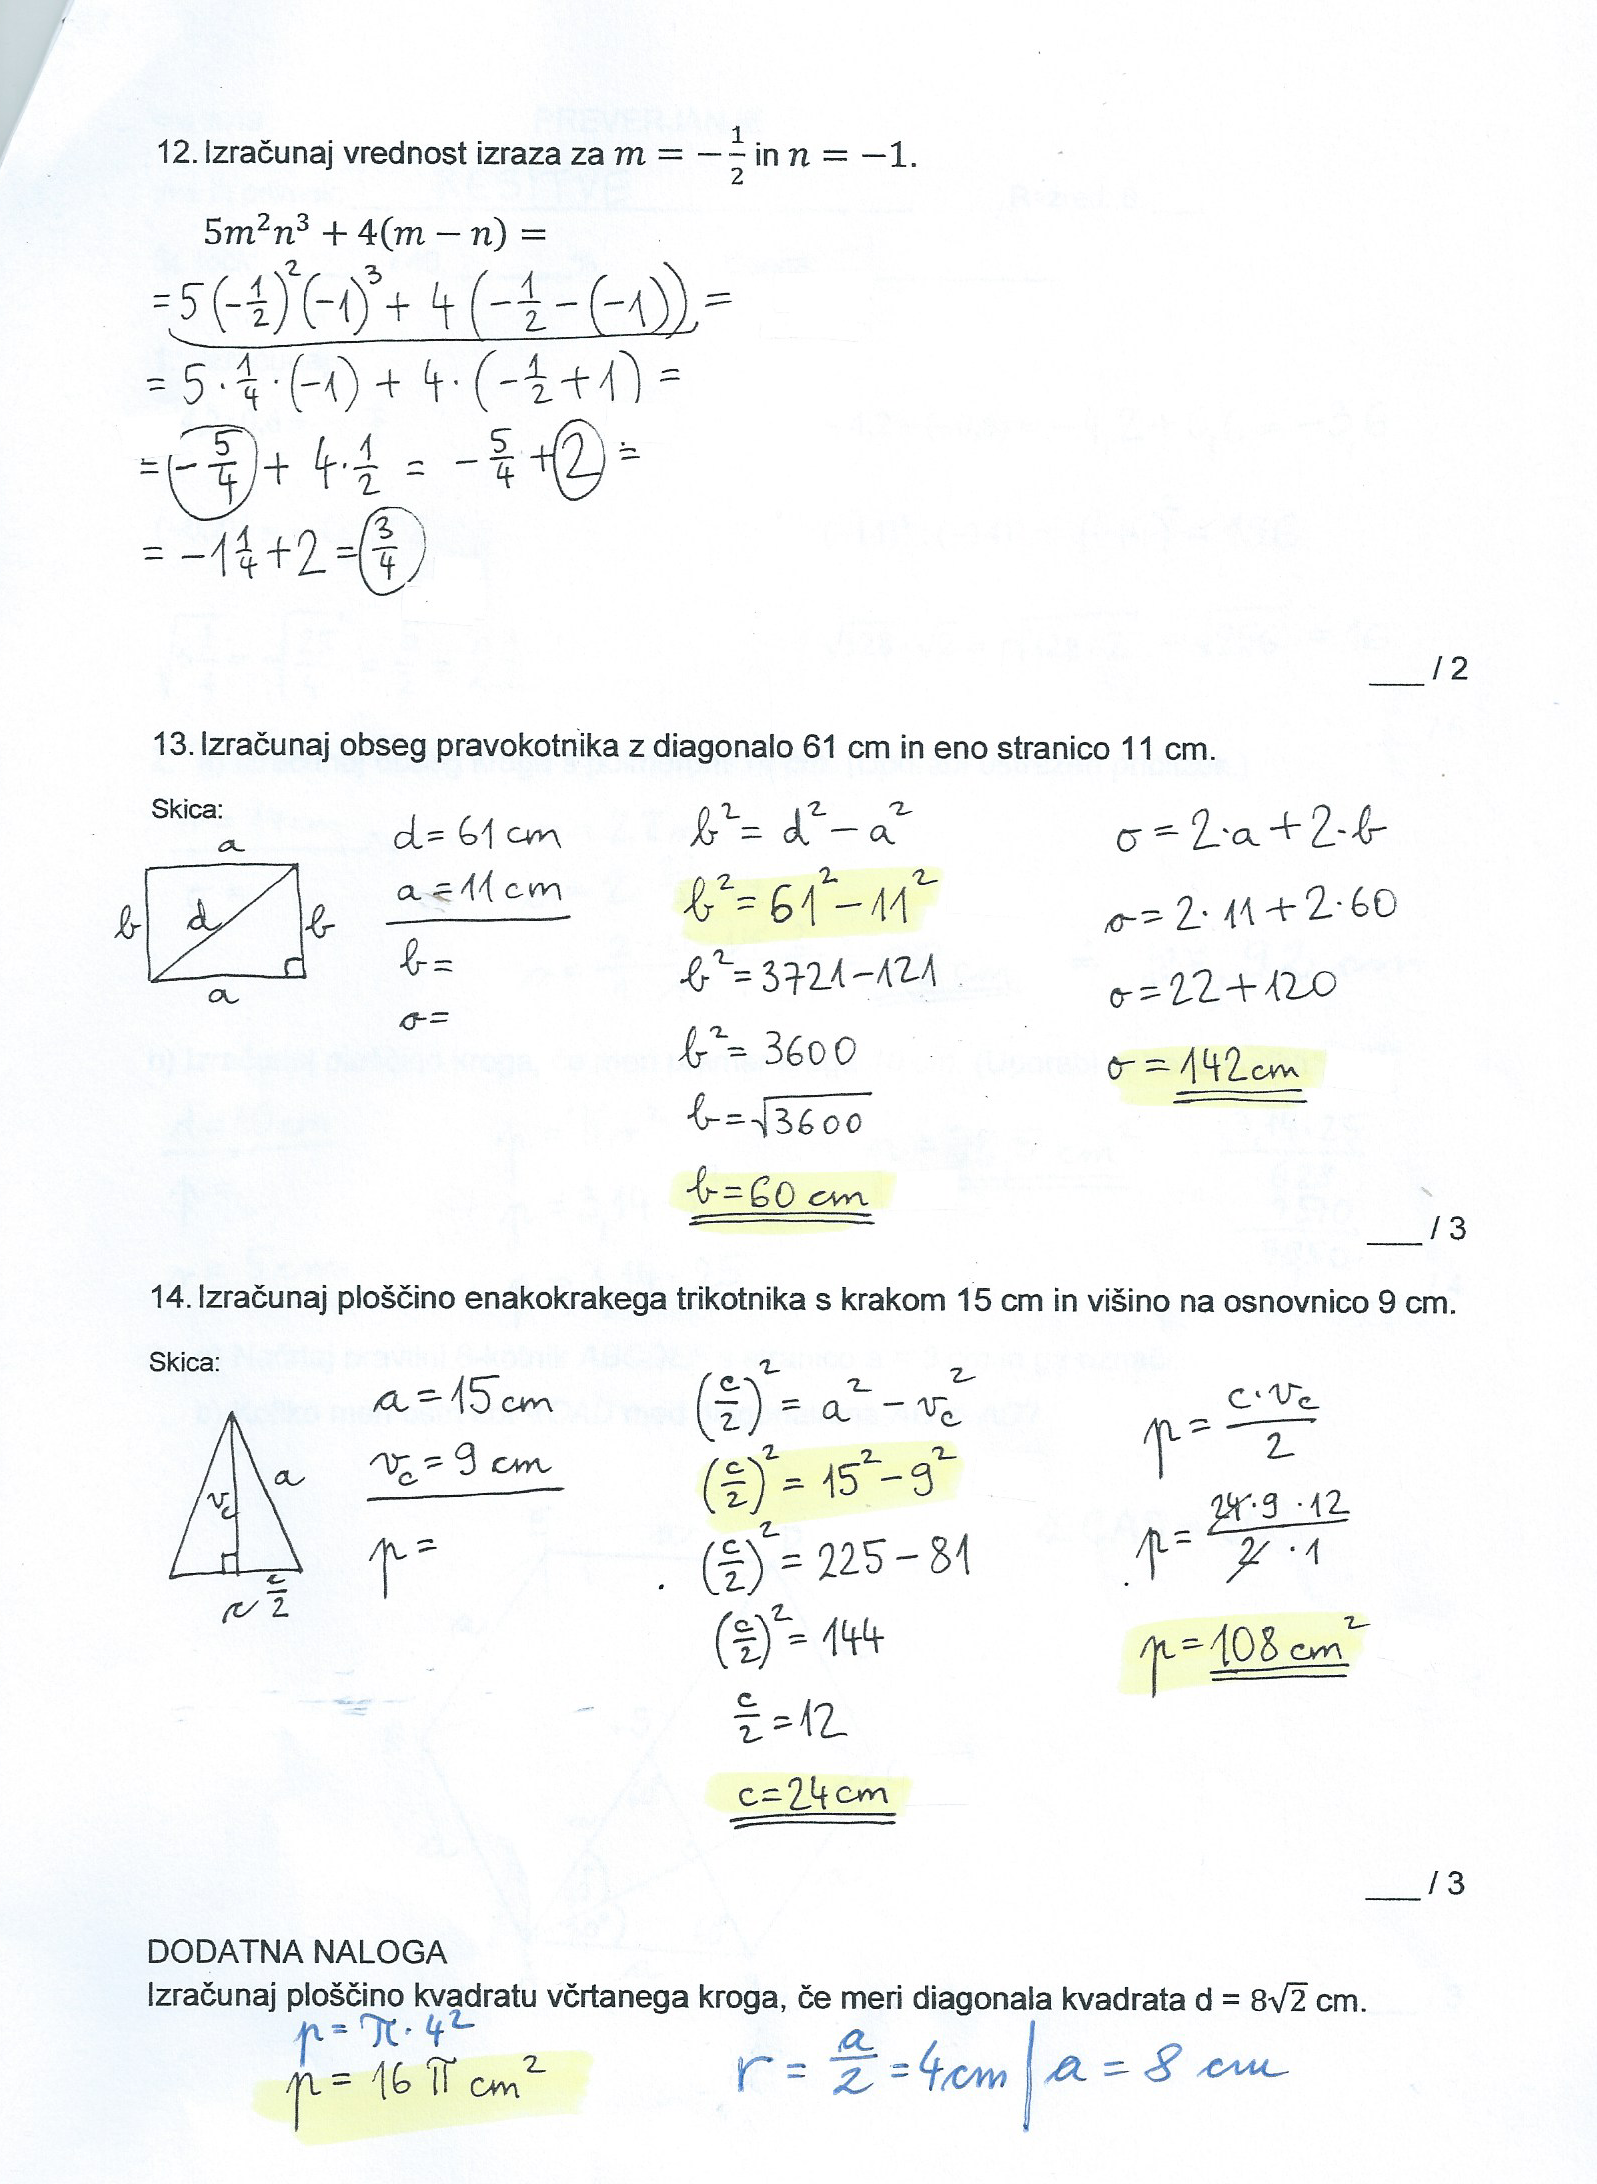 12. Izračunaj vrednost izraza za m = −1/2 in n = −1.
5m²n³ + 4(m − n) =
= 5 (-1/2)² (-1)³ + 4 (-1/2 - (-1)) =
= 5 · 1/4 · (-1) + 4 · (-1/2 + 1) =
= -5/4 + 4 · 1/2 = -5/4 + 2 =
= -1 1/4 + 2 = 3/4
___ / 2
13. Izračunaj obseg pravokotnika z diagonalo 61 cm in eno stranico 11 cm.
Skica:
a
b d b
a
d = 61 cm
a = 11 cm
b =
o =
b² = d² - a²
b² = 61² - 11²
b² = 3721 - 121
b² = 3600
b = √3600
b = 60 cm
o = 2·a + 2·b
o = 2·11 + 2·60
o = 22 + 120
o = 142 cm
___ / 3
14. Izračunaj ploščino enakokrakega trikotnika s krakom 15 cm in višino na osnovnico 9 cm.
Skica:
a
v_c
c/2
c
a = 15 cm
v_c = 9 cm
p =
(c/2)² = a² - v_c²
(c/2)² = 15² - 9²
(c/2)² = 225 - 81
(c/2)² = 144
c/2 = 12
c = 24 cm
p = c·v_c / 2
p = 24·9 ·12 / 2 ·1
p = 108 cm²
___ / 3
DODATNA NALOGA
Izračunaj ploščino kvadratu včrtanega kroga, če meri diagonala kvadrata d = 8√2 cm.
p = π · 4²
p = 16 π cm²
r = a/2 = 4cm | a = 8 cm